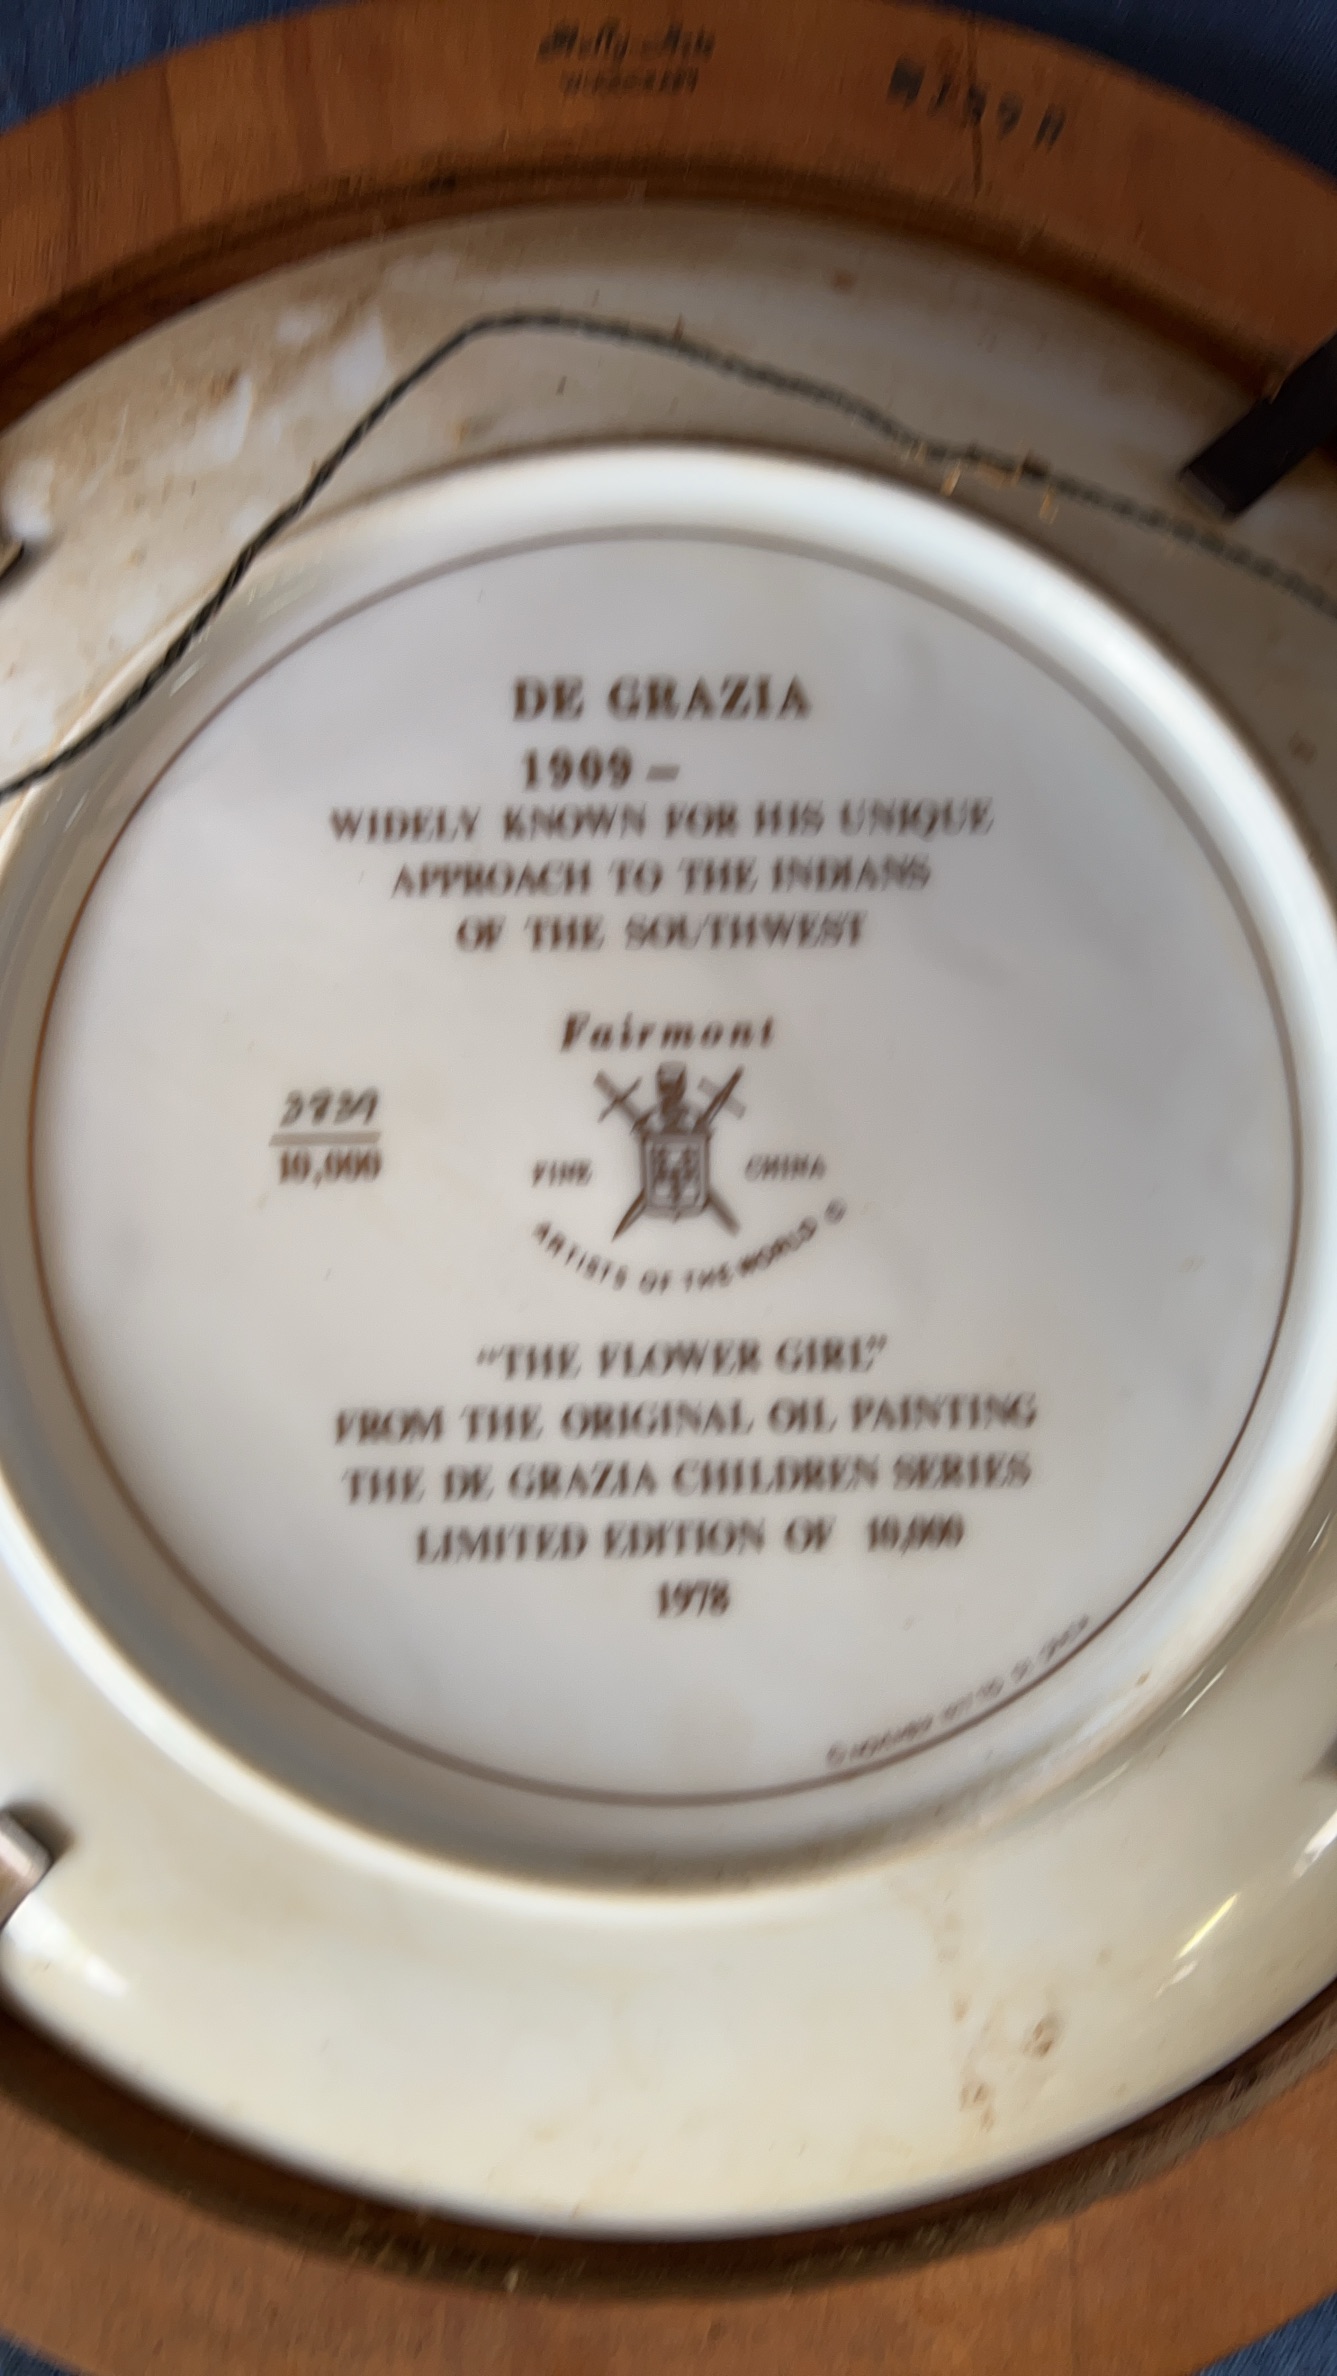 DE GRAZIA
1909 –
WIDELY KNOWN FOR HIS UNIQUE
APPROACH TO THE INDIANS
OF THE SOUTHWEST
Fairmont
10,000
FINE CHINA
ARTISTS OF THE WORLD ©
"THE FLOWER GIRL"
FROM THE ORIGINAL OIL PAINTING
THE DE GRAZIA CHILDREN SERIES
LIMITED EDITION OF 10,000
1978